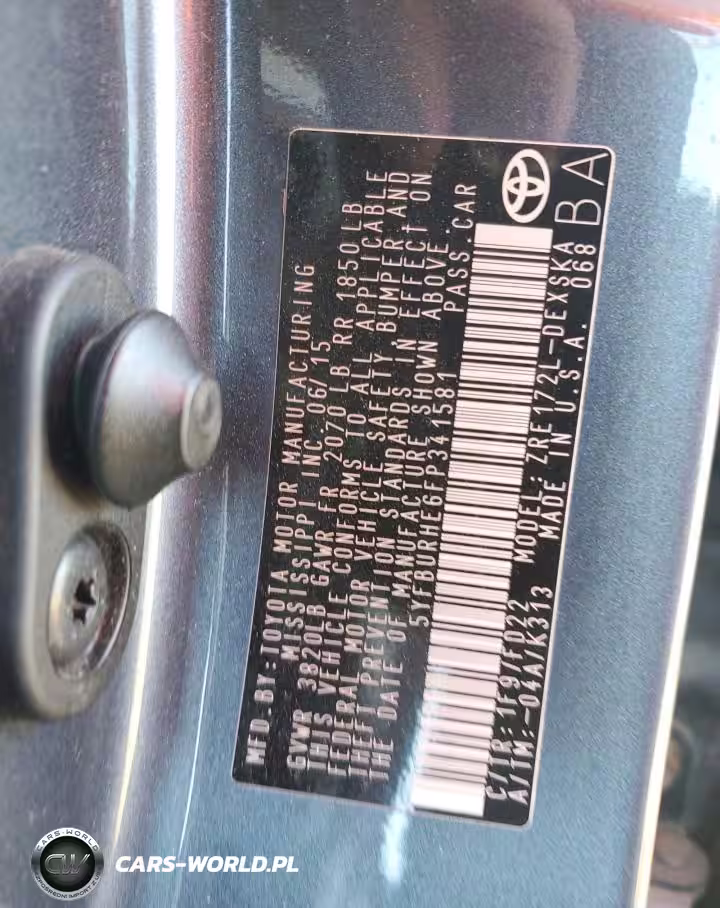 MFD.BY:TOYOTA MOTOR MANUFACTURING
MISSISSIPPI INC. 06/15
GVWR 3820LB GAWR FR 2070 LB RR 1850 LB
THIS VEHICLE CONFORMS TO ALL APPLICABLE
FEDERAL MOTOR VEHICLE SAFETY BUMPER AND
THEFT PREVENTION STANDARDS IN EFFECT ON
THE DATE OF MANUFACTURE SHOWN ABOVE.
5YFBURHE6FP341581 PASS.CAR
C/TR: 1F9/FD22 MODEL: ZRE172L-DEXSKA
A/TM:-04A/K313 MADE IN U.S.A. 068
BA
CARS-WORLD
CW
CARS-WORLD.PL